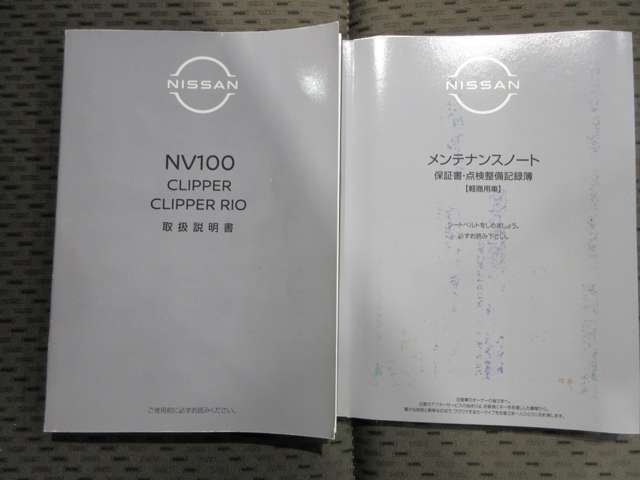 NISSAN
NV100
CLIPPER
CLIPPER RIO
取扱説明書
ご使用前に必ずお読みください。
NISSAN
メンテナンスノート
保証書・点検整備記録簿
【軽商用車】
シートベルトをしめましょう。
必ずお読み下さい。